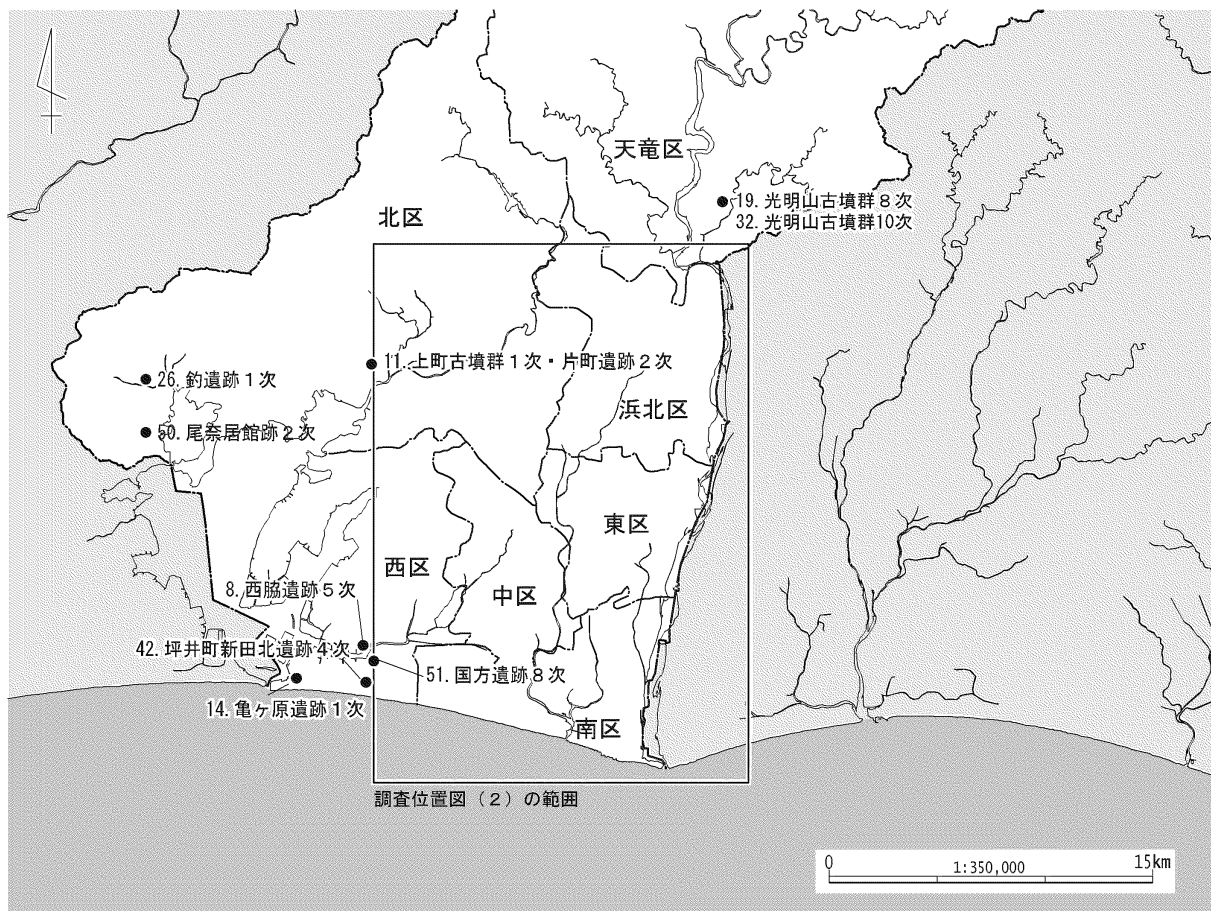 天竜区
19. 光明山古墳群８次
32. 光明山古墳群10次
北区
11. 上町古墳群１次・片町遺跡２次
26. 釣遺跡１次
浜北区
50. 尾奈居館跡２次
東区
西区
8. 西脇遺跡５次
中区
42. 坪井町新田北遺跡４次
51. 国方遺跡８次
14. 亀ヶ原遺跡１次
南区
調査位置図（２）の範囲
0
1:350,000
15km